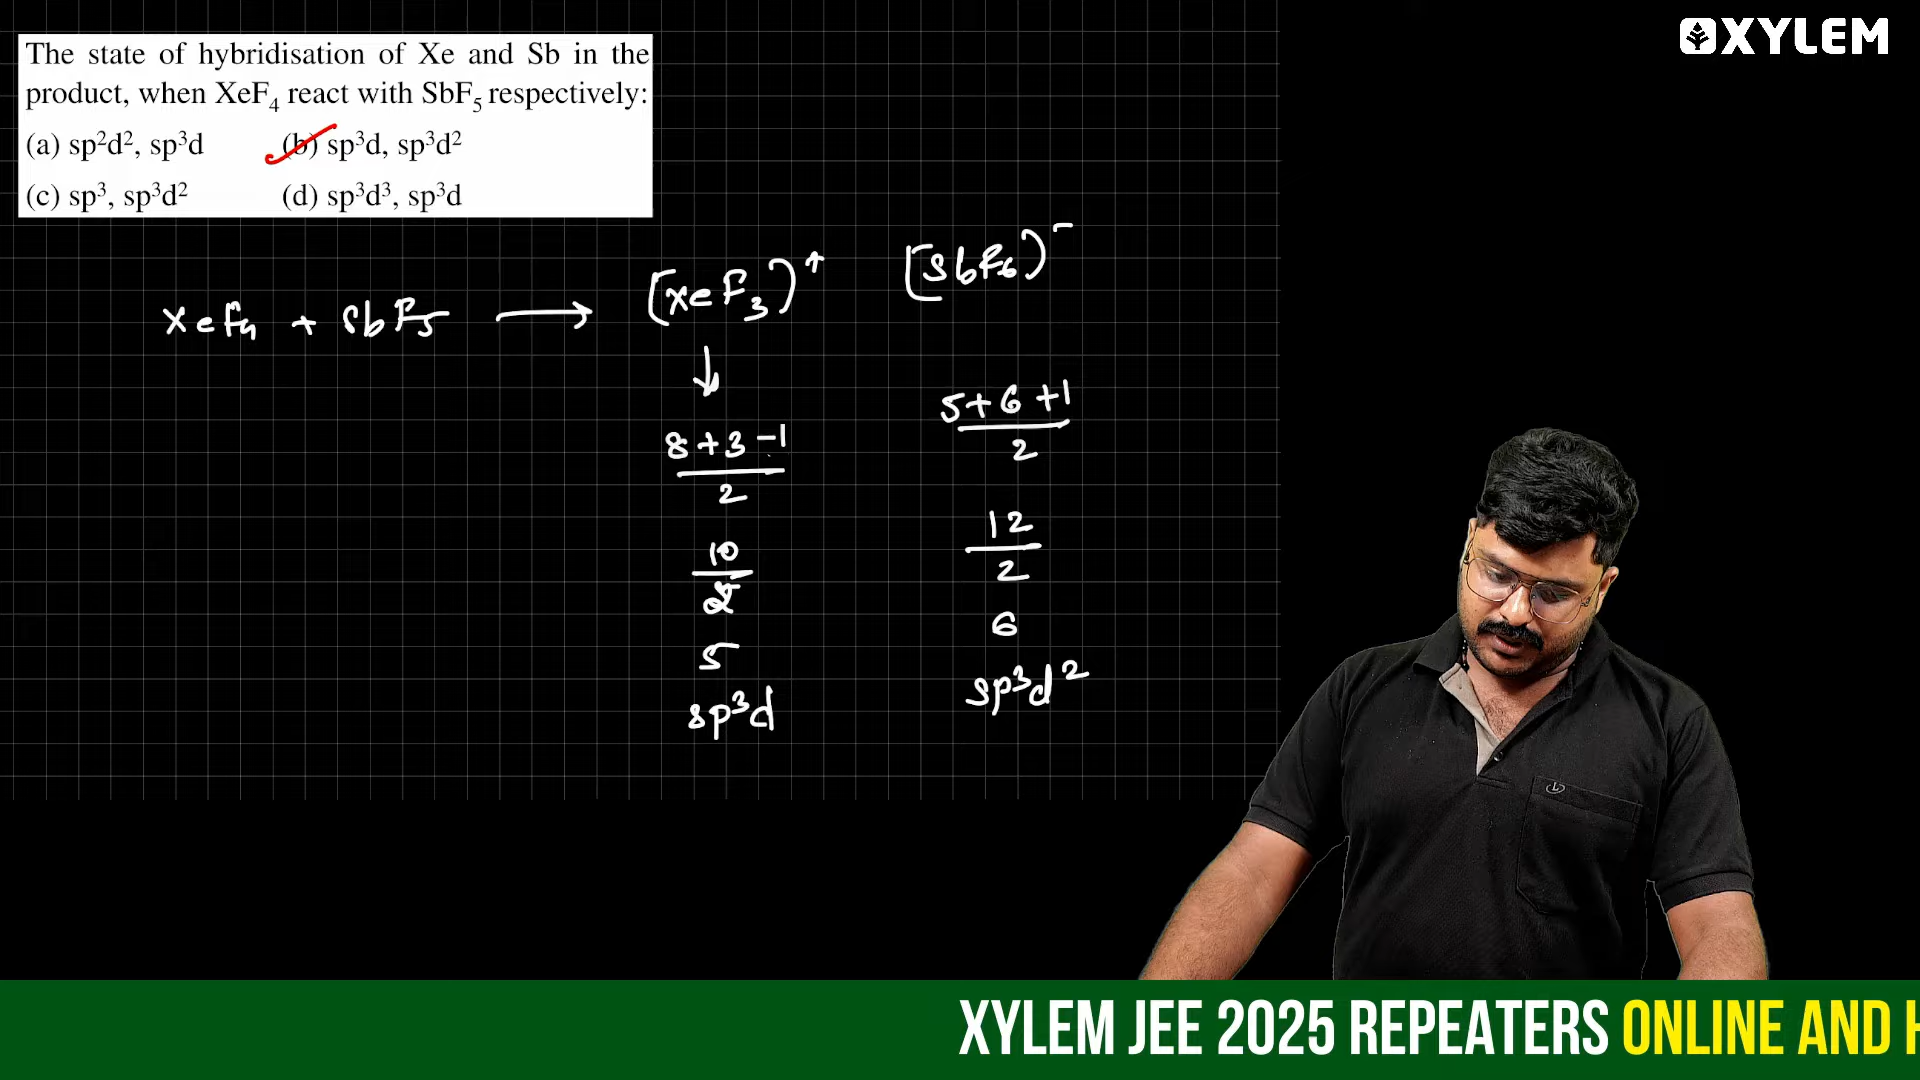 XYLEM
The state of hybridisation of Xe and Sb in the
product, when XeF₄ react with SbF₅ respectively:
(a) sp²d², sp³d (b) sp³d, sp³d²
(c) sp³, sp³d² (d) sp³d³, sp³d
XeF₄ + SbF₅ ⟶ [XeF₃)⁺ [SbF₆)⁻
↓
8+3-1
2
10
2
5
sp³d
5+6+1
2
12
2
6
sp³d²
XYLEM JEE 2025 REPEATERS ONLINE AND H